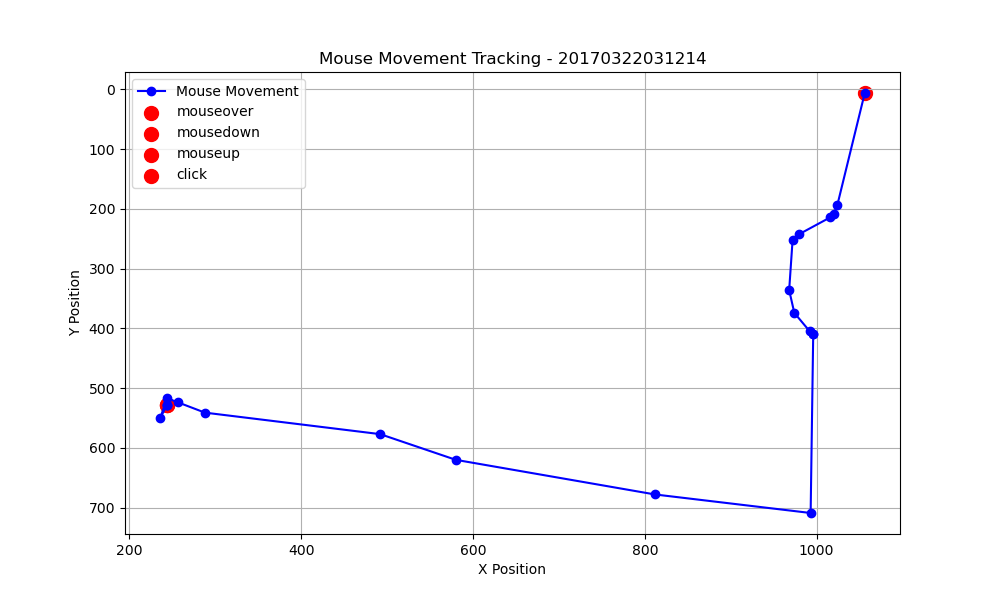 Mouse Movement Tracking - 20170322031214
Mouse Movement
mouseover
mousedown
mouseup
click
0
100
200
300
400
500
600
700
Y Position
200
400
600
800
1000
X Position